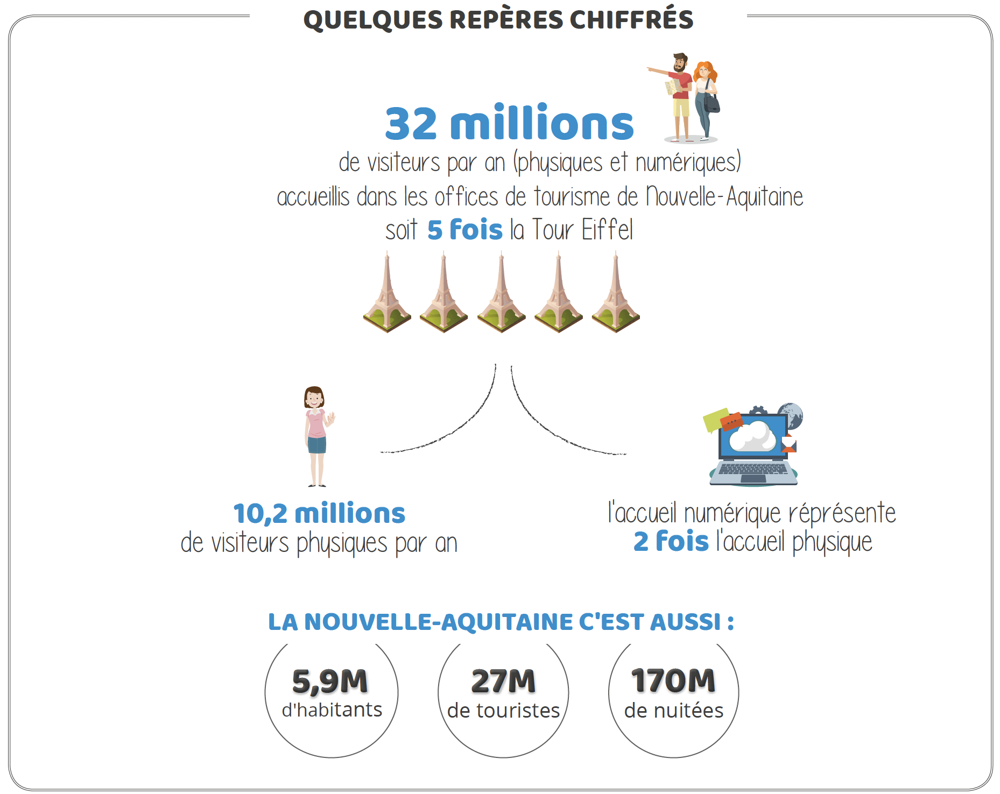 QUELQUES REPÈRES CHIFFRÉS
32 millions
de visiteurs par an (physiques et numériques)
accueillis dans les offices de tourisme de Nouvelle-Aquitaine
soit 5 fois la Tour Eiffel
10,2 millions
de visiteurs physiques par an
l'accueil numérique réprésente
2 fois l'accueil physique
LA NOUVELLE-AQUITAINE C'EST AUSSI :
5,9M
d'habitants
27M
de touristes
170M
de nuitées